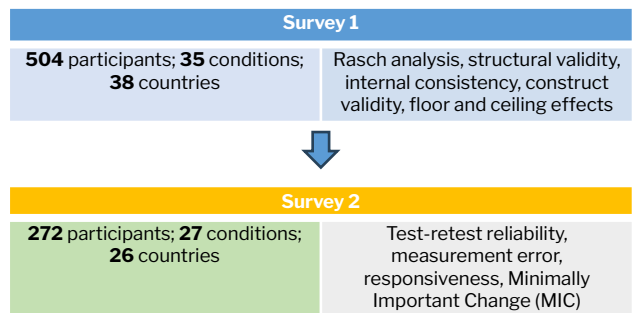 Survey 1
504 participants; 35 conditions;
38 countries
Rasch analysis, structural validity,
internal consistency, construct
validity, floor and ceiling effects
Survey 2
272 participants; 27 conditions;
26 countries
Test-retest reliability,
measurement error,
responsiveness, Minimally
Important Change (MIC)